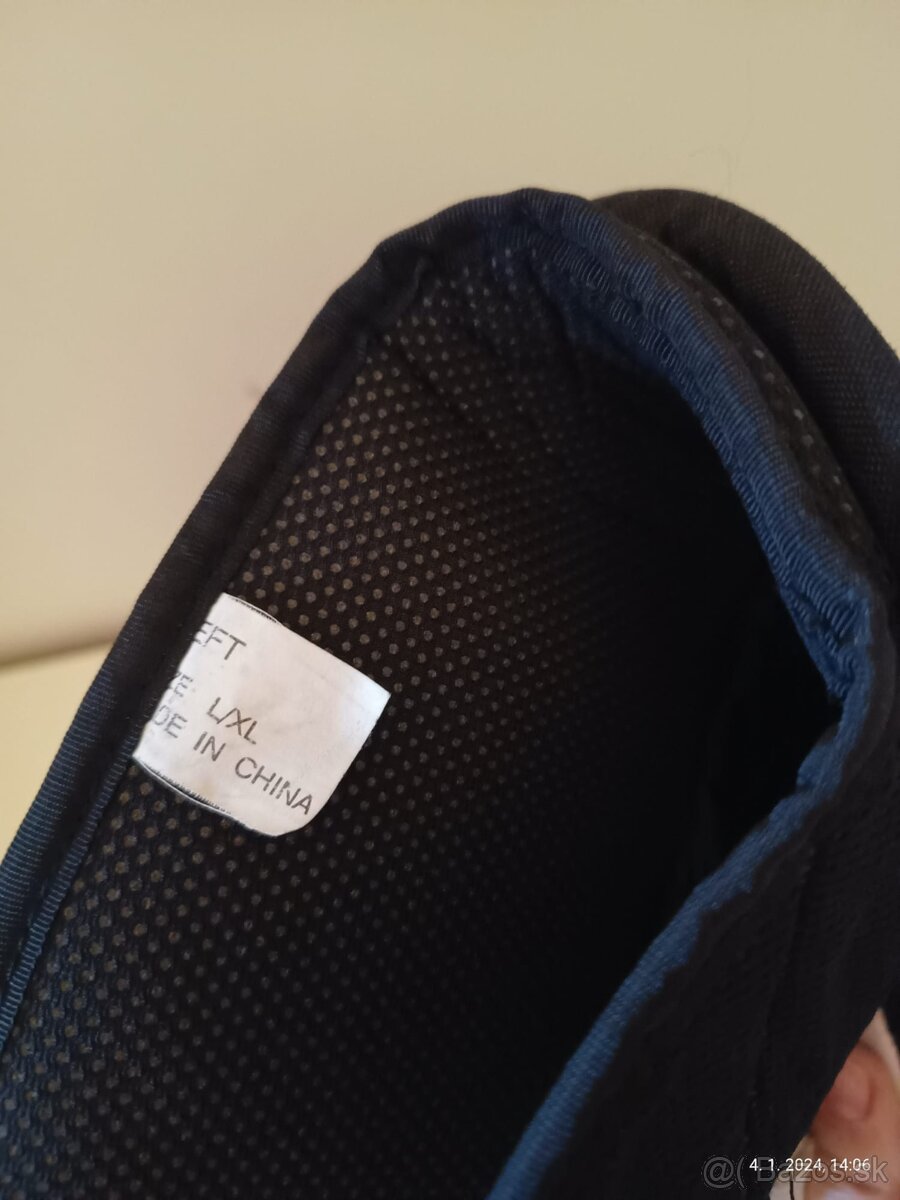 EFT
ZE L/XL
DE IN CHINA
4. 1. 2024, 14:06
@( Bazos.sk